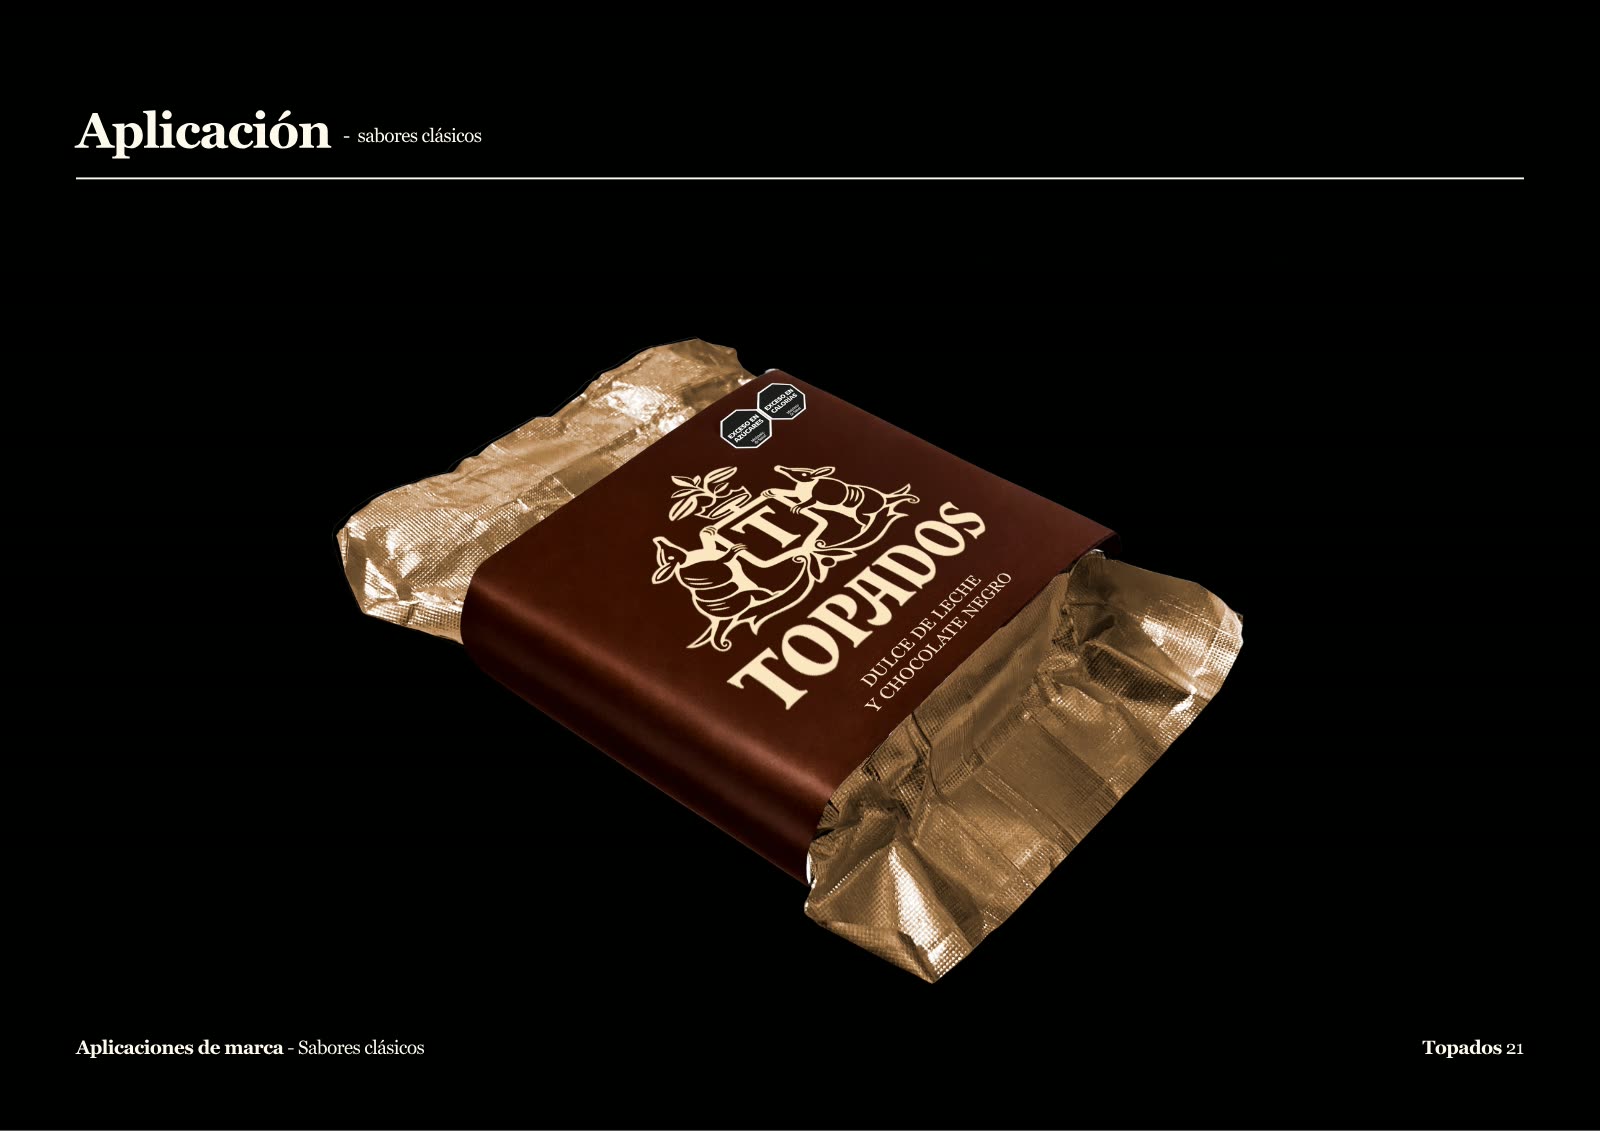 Aplicación - sabores clásicos
EXCESO EN
CALORÍAS
EXCESO EN
AZÚCARES
T
TOPADOS
DULCE DE LECHE
Y CHOCOLATE NEGRO
Aplicaciones de marca - Sabores clásicos
Topados 21